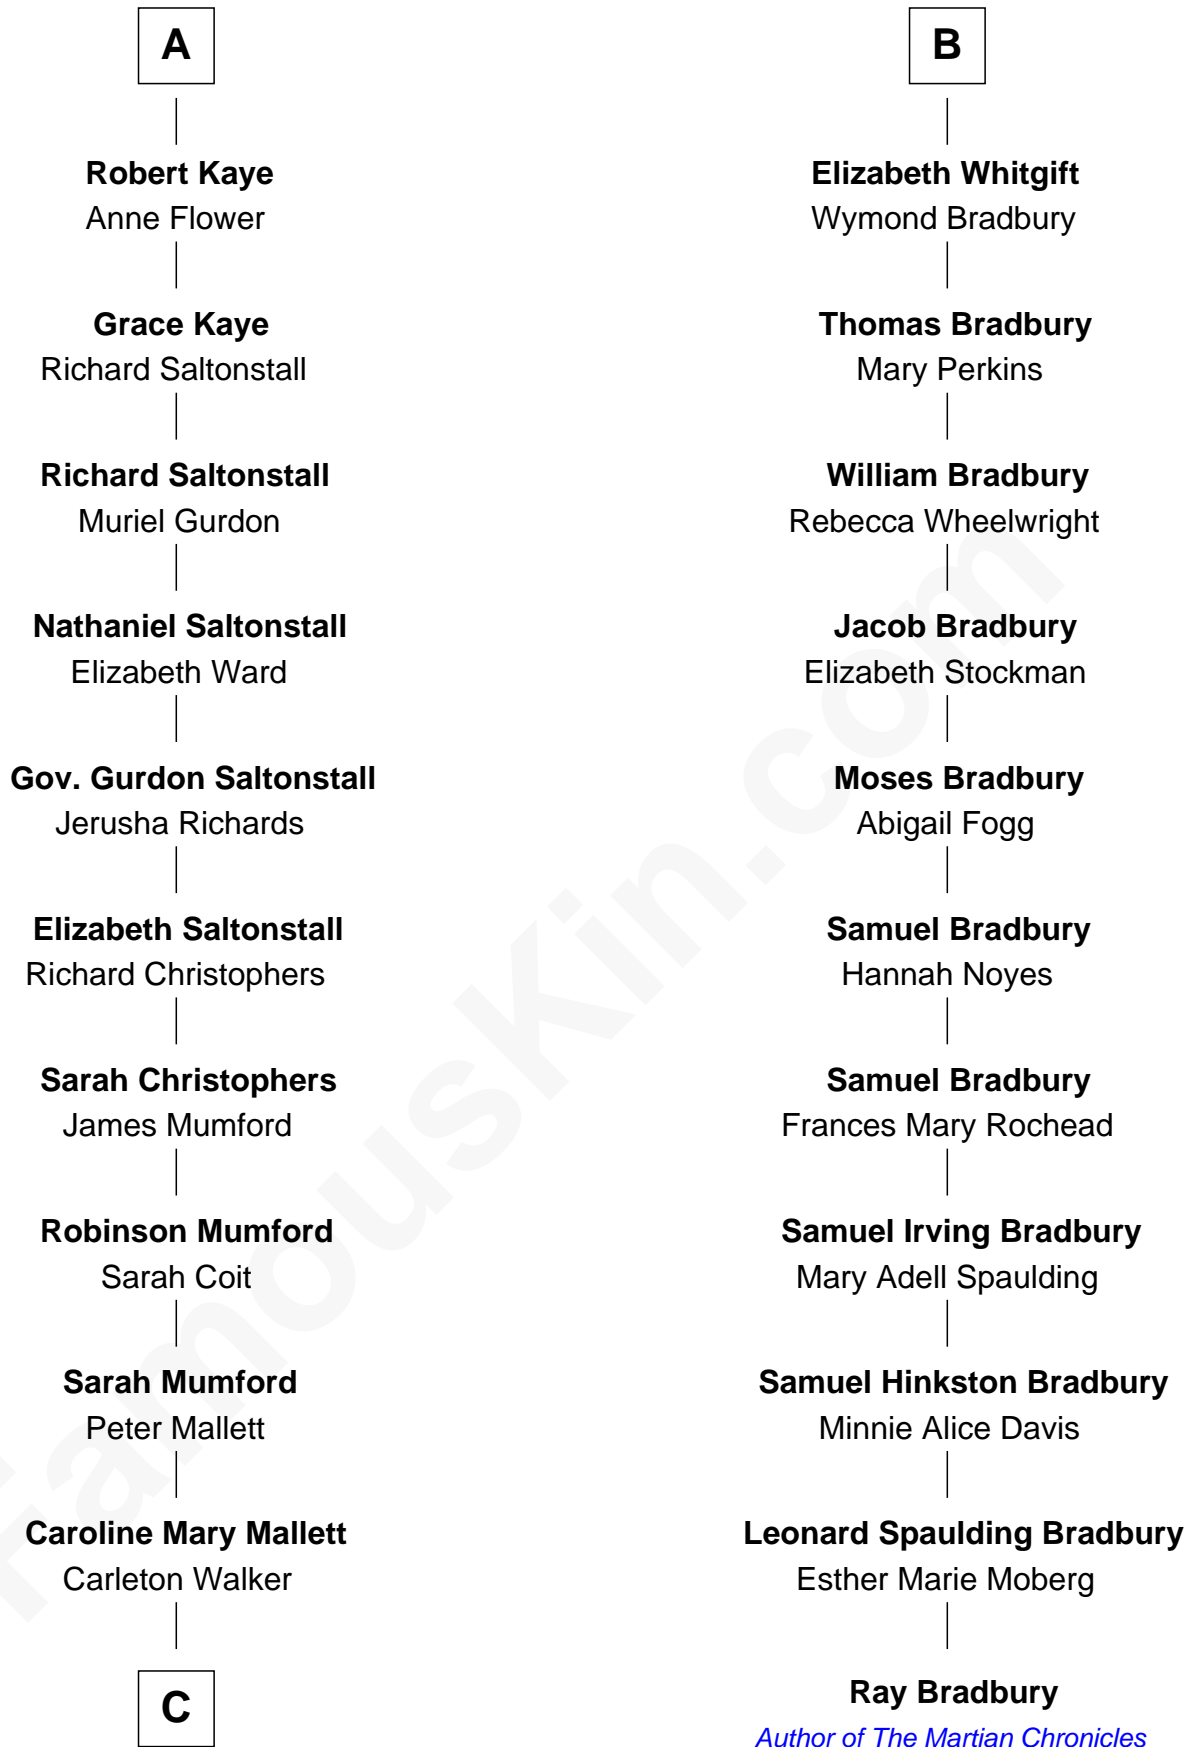 A
Robert Kaye
Anne Flower
Grace Kaye
Richard Saltonstall
Richard Saltonstall
Muriel Gurdon
Nathaniel Saltonstall
Elizabeth Ward
Gov. Gurdon Saltonstall
Jerusha Richards
Elizabeth Saltonstall
Richard Christophers
Sarah Christophers
James Mumford
Robinson Mumford
Sarah Coit
Sarah Mumford
Peter Mallett
Caroline Mary Mallett
Carleton Walker
C
B
Elizabeth Whitgift
Wymond Bradbury
Thomas Bradbury
Mary Perkins
William Bradbury
Rebecca Wheelwright
Jacob Bradbury
Elizabeth Stockman
Moses Bradbury
Abigail Fogg
Samuel Bradbury
Hannah Noyes
Samuel Bradbury
Frances Mary Rochead
Samuel Irving Bradbury
Mary Adell Spaulding
Samuel Hinkston Bradbury
Minnie Alice Davis
Leonard Spaulding Bradbury
Esther Marie Moberg
Ray Bradbury
Author of The Martian Chronicles
FamousKin.com